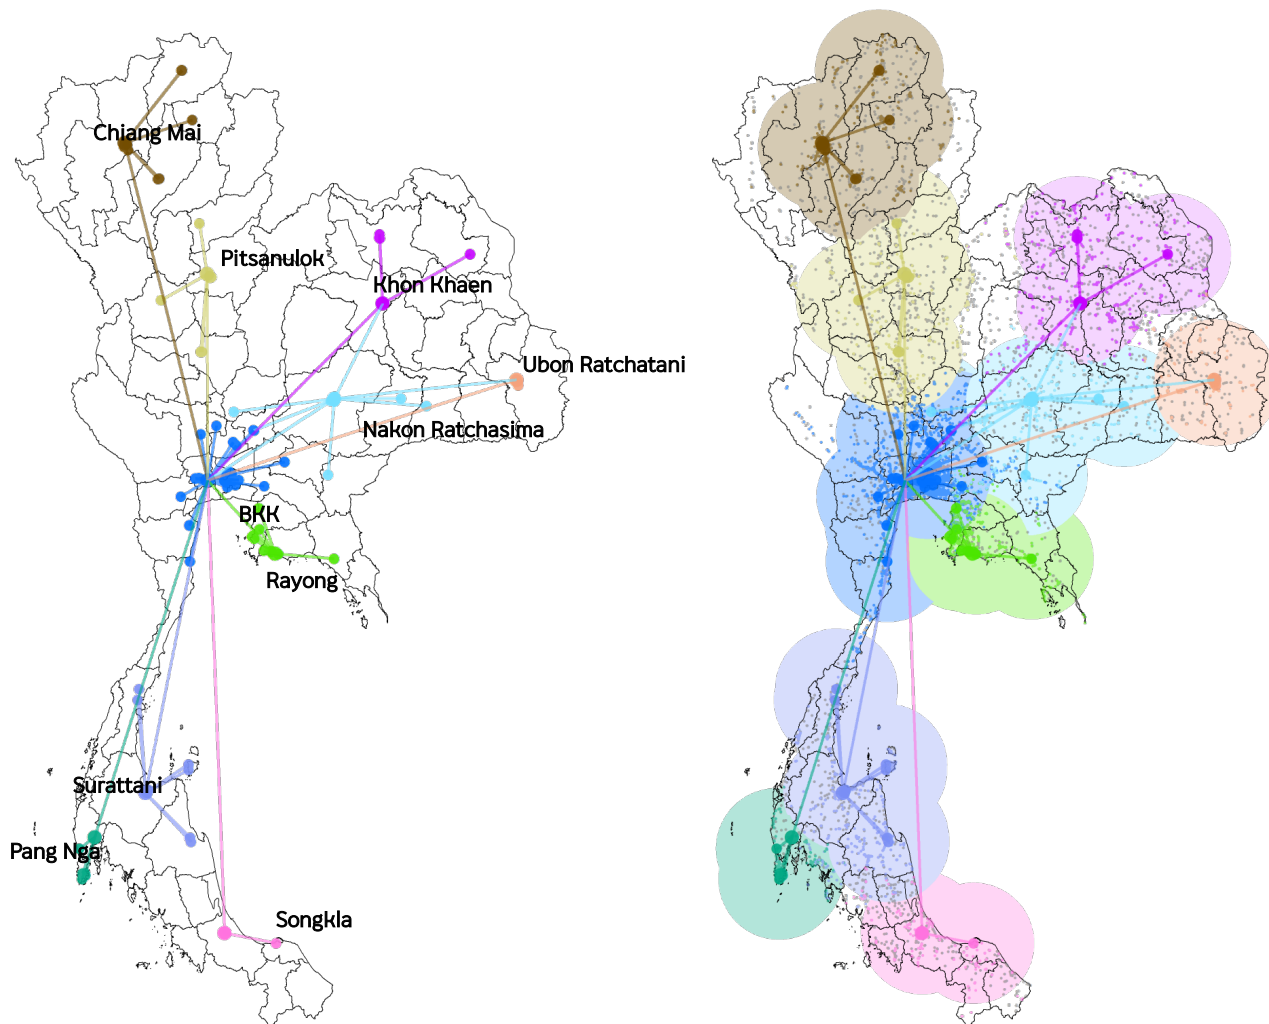 Chiang Mai
Pitsanulok
Khon Khaen
Ubon Ratchatani
Nakon Ratchasima
BKK
Rayong
Surattani
Pang Nga
Songkla